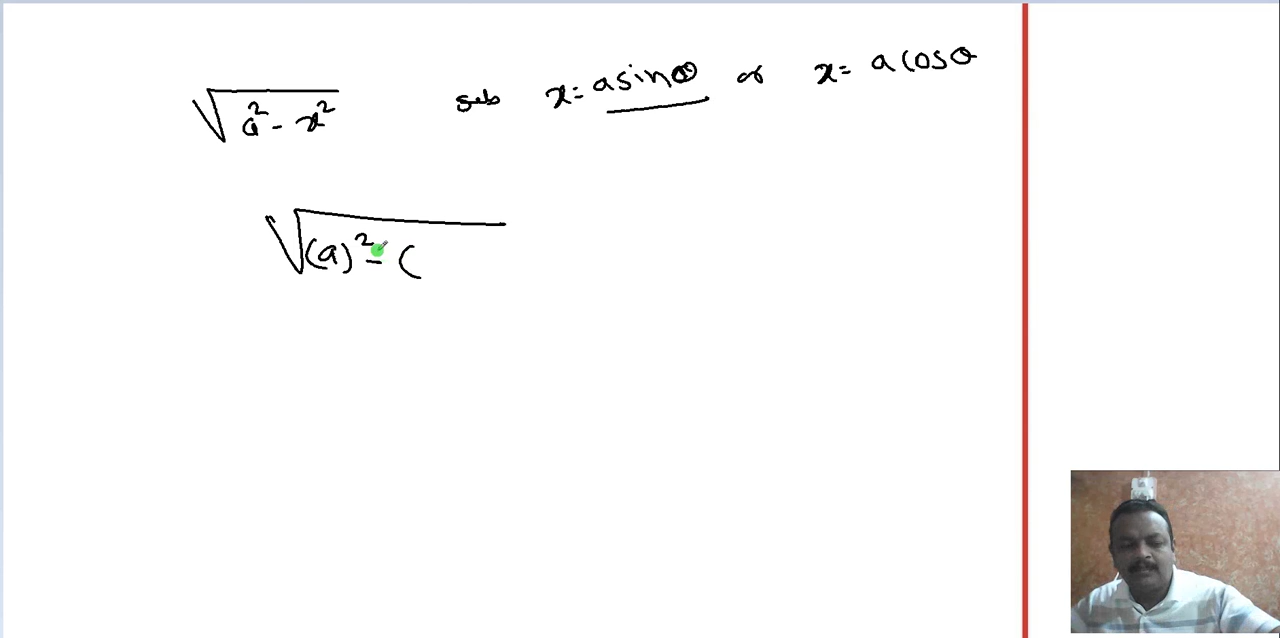 √(a² - x²) sub x = a sinθ or x = a cosθ
√((a)² - (